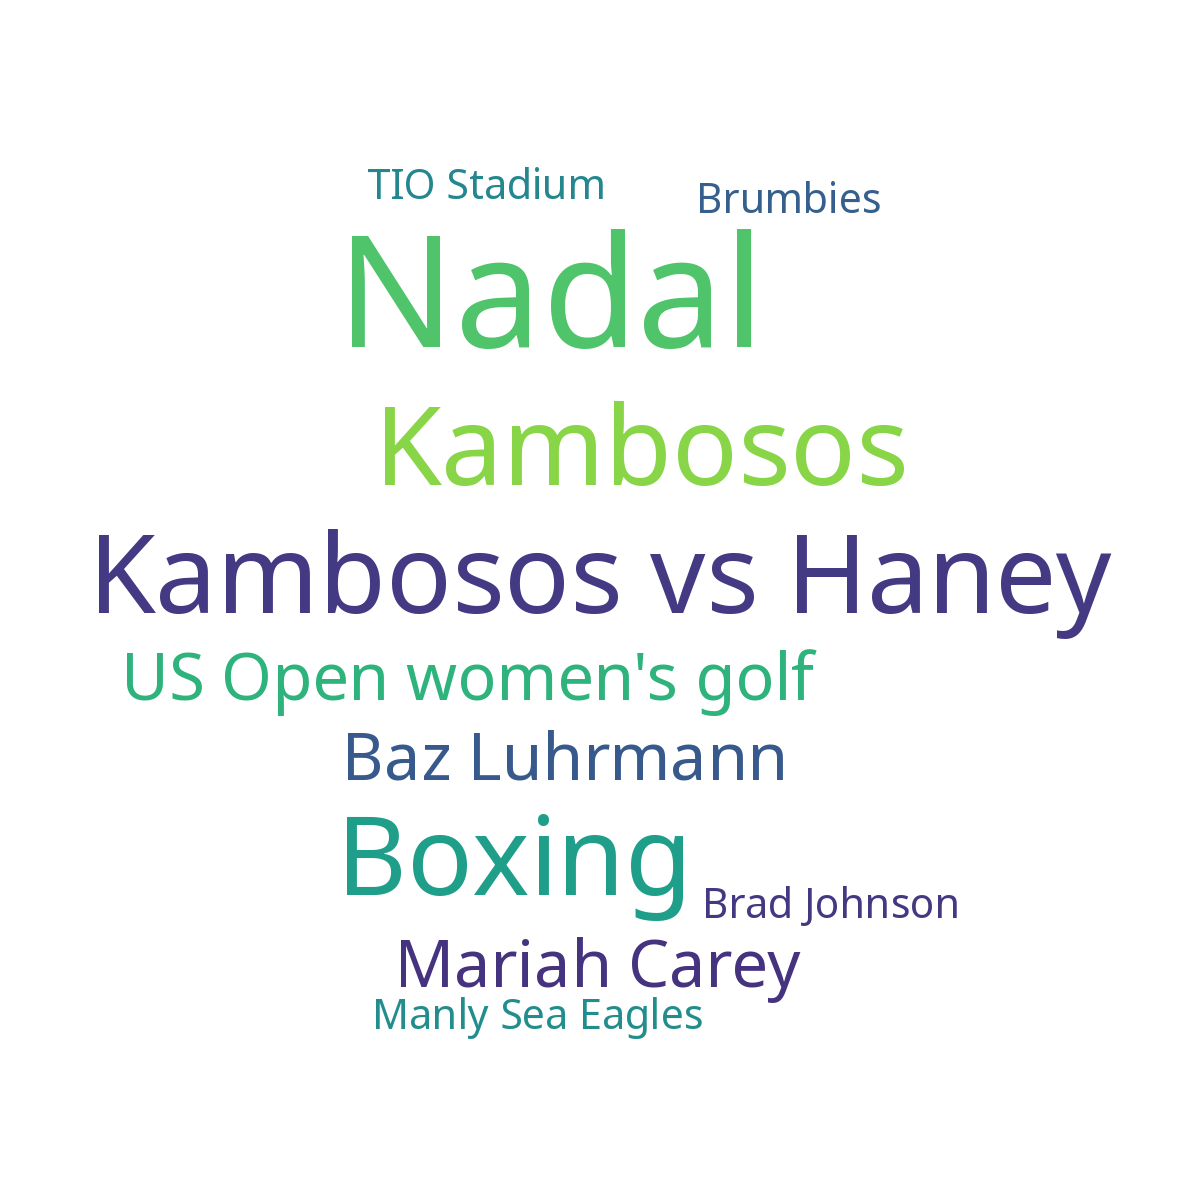 TIO Stadium
Brumbies
Nadal
Kambosos
Kambosos vs Haney
US Open women's golf
Baz Luhrmann
Boxing
Brad Johnson
Mariah Carey
Manly Sea Eagles